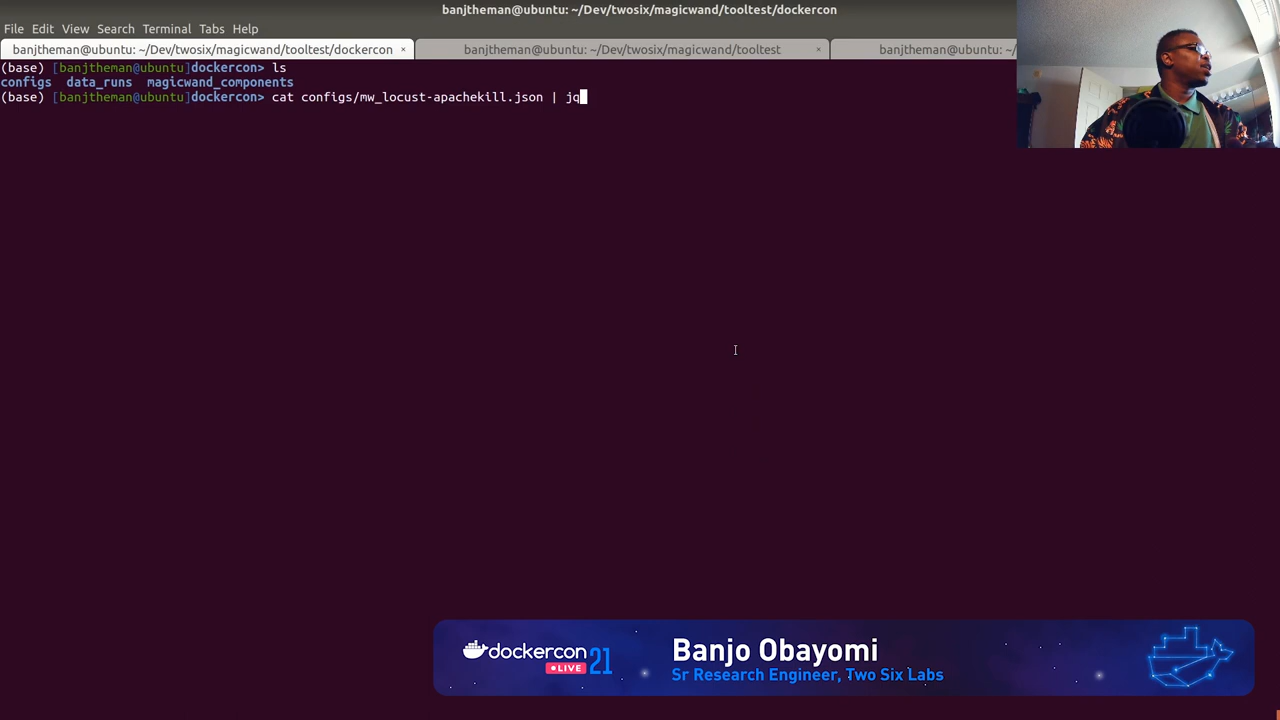 banjtheman@ubuntu: ~/Dev/twosix/magicwand/tooltest/dockercon
File Edit View Search Terminal Tabs Help
banjtheman@ubuntu: ~/Dev/twosix/magicwand/tooltest/dockercon × banjtheman@ubuntu: ~/Dev/twosix/magicwand/tooltest × banjtheman@ubuntu: ~/
(base) [banjtheman@ubuntu]dockercon> ls
configs data_runs magicwand_components
(base) [banjtheman@ubuntu]dockercon> cat configs/mw_locust-apachekill.json | jq
dockercon LIVE 21
Banjo Obayomi
Sr Research Engineer, Two Six Labs